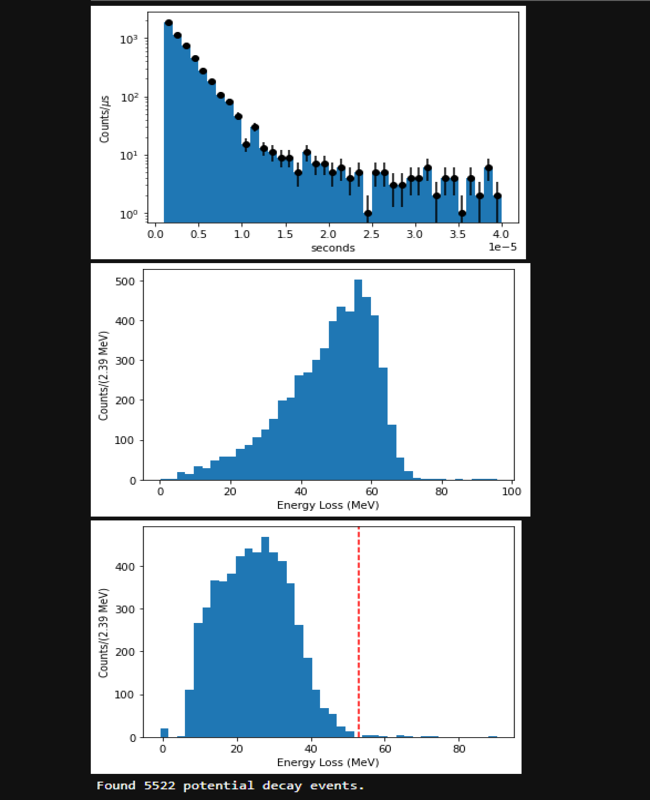 10³
10²
10¹
10⁰
Counts/μs
0.0 0.5 1.0 1.5 2.0 2.5 3.0 3.5 4.0
seconds
1e−5
500
400
300
200
100
0
Counts/(2.39 MeV)
0 20 40 60 80 100
Energy Loss (MeV)
400
300
200
100
0
Counts/(2.39 MeV)
0 20 40 60 80
Energy Loss (MeV)
Found 5522 potential decay events.